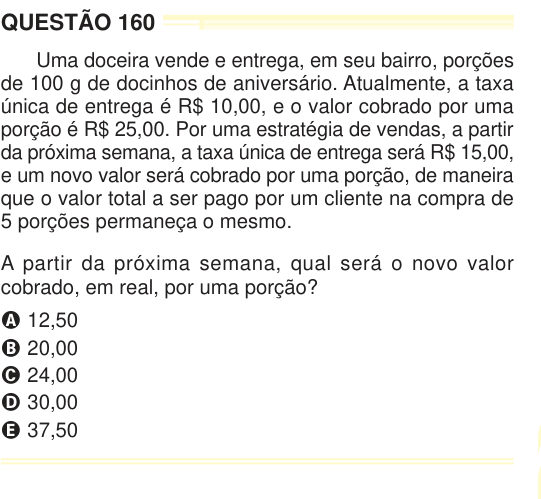 QUESTÃO 160
Uma doceira vende e entrega, em seu bairro, porções
de 100 g de docinhos de aniversário. Atualmente, a taxa
única de entrega é R$ 10,00, e o valor cobrado por uma
porção é R$ 25,00. Por uma estratégia de vendas, a partir
da próxima semana, a taxa única de entrega será R$ 15,00,
e um novo valor será cobrado por uma porção, de maneira
que o valor total a ser pago por um cliente na compra de
5 porções permaneça o mesmo.
A partir da próxima semana, qual será o novo valor
cobrado, em real, por uma porção?
A 12,50
B 20,00
C 24,00
D 30,00
E 37,50